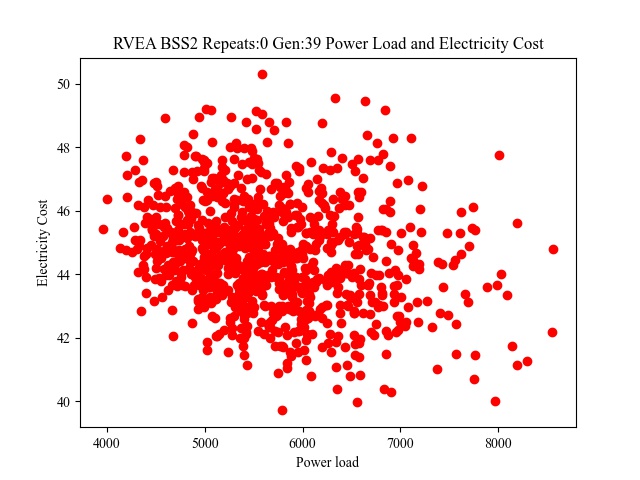 RVEA BSS2 Repeats:0 Gen:39 Power Load and Electricity Cost
50
48
46
44
42
40
Electricity Cost
4000 5000 6000 7000 8000
Power load